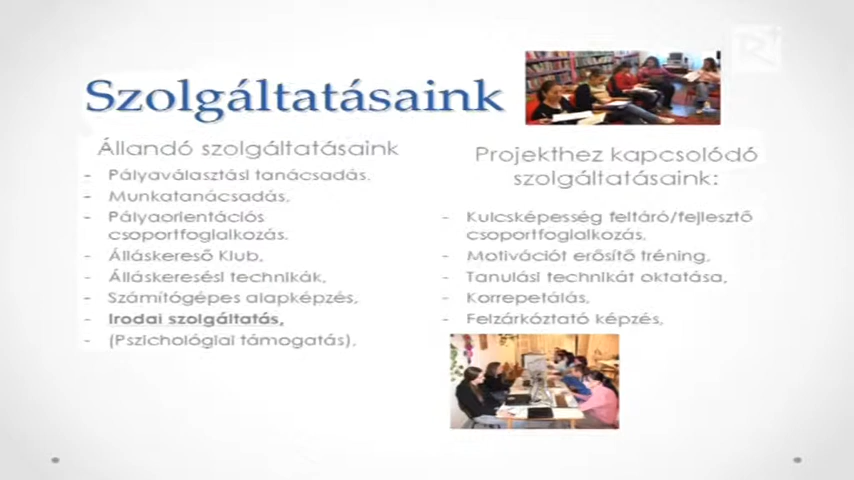 Szolgáltatásaink
Állandó szolgáltatásaink
- Pályaválasztási tanácsadás.
- Munkatanácsadás,
- Pályaorientációs
csoportfoglalkozás.
- Álláskereső Klub,
- Álláskeresési technikák,
- Számítógépes alapképzés,
- Irodai szolgáltatás,
- (Pszichológiai támogatás),
Projekthez kapcsolódó
szolgáltatásaink:
- Kulcsképesség feltáró/fejlesztő
csoportfoglalkozás,
- Motivációt erősítő tréning,
- Tanulási technikát oktatása,
- Korrepetálás,
- Felzárkóztató képzés,